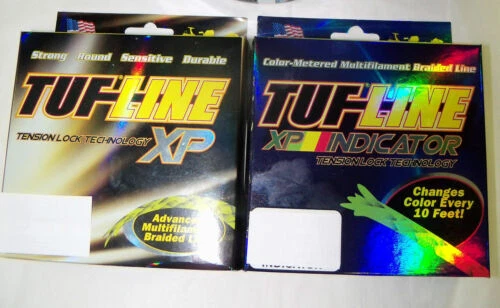 Strong Round Sensitive Durable
TUF-LINE
TENSION LOCK TECHNOLOGY
XP
Advanced
Multifilament
Braided L
Color-Metered Multifilament Braided Line
TUF-LINE
XP INDICATOR
TENSION LOCK TECHNOLOGY
Changes
Color Every
10 Feet!